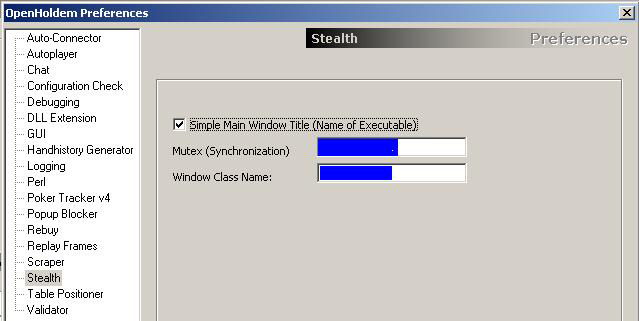 OpenHoldem Preferences
Auto-Connector
Autoplayer
Chat
Configuration Check
Debugging
DLL Extension
GUI
Handhistory Generator
Logging
Perl
Poker Tracker v4
Popup Blocker
Rebuy
Replay Frames
Scraper
Stealth
Table Positioner
Validator
Stealth Preferences
Simple Main Window Title (Name of Executable)
Mutex (Synchronization)
Window Class Name: